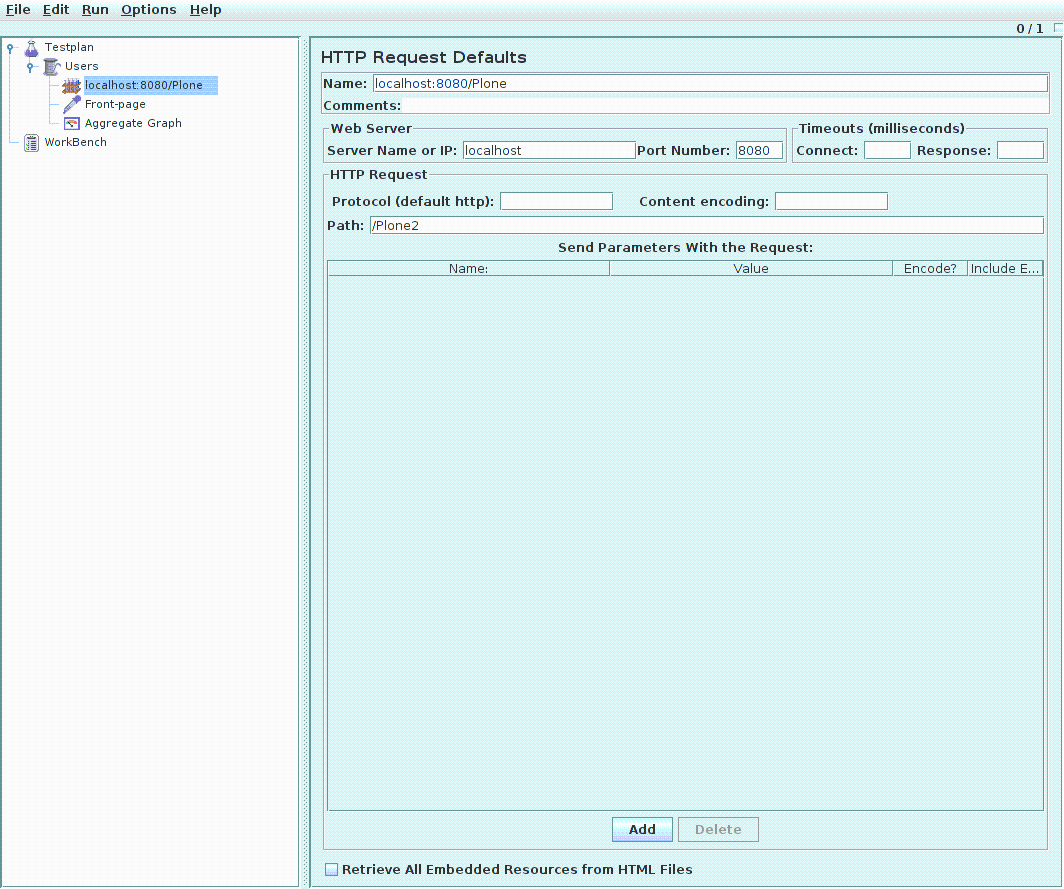 File Edit Run Options Help
0 / 1
Testplan
Users
localhost:8080/Plone
Front-page
Aggregate Graph
WorkBench
HTTP Request Defaults
Name: localhost:8080/Plone
Comments:
Web Server
Server Name or IP: localhost Port Number: 8080
Timeouts (milliseconds)
Connect: Response:
HTTP Request
Protocol (default http): Content encoding:
Path: /Plone2
Send Parameters With the Request:
Name: Value Encode? Include E...
Add Delete
Retrieve All Embedded Resources from HTML Files